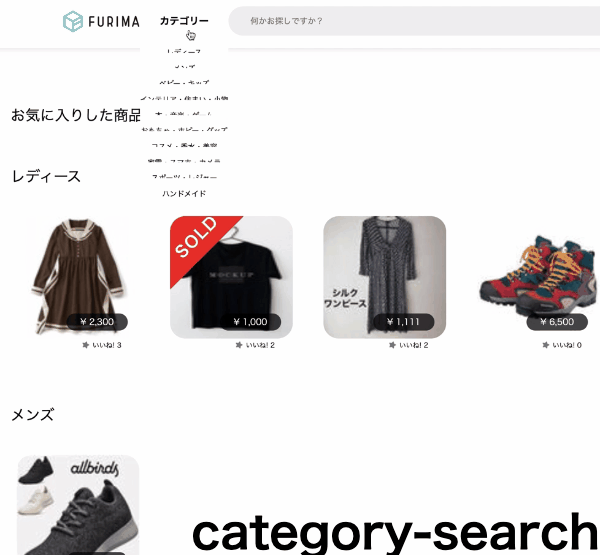 FURIMA
カテゴリー
何かお探しですか？
レディース
メンズ
ベビー・キッズ
インテリア・住まい・小物
本・音楽・ゲーム
おもちゃ・ホビー・グッズ
コスメ・香水・美容
家電・スマホ・カメラ
スポーツ・レジャー
ハンドメイド
お気に入りした商品
レディース
SOLD
MOCKUP
シルク
ワンピース
¥ 2,300
¥ 1,000
¥ 1,111
¥ 6,500
いいね! 3
いいね! 2
いいね! 2
いいね! 0
メンズ
allbirds
category-search